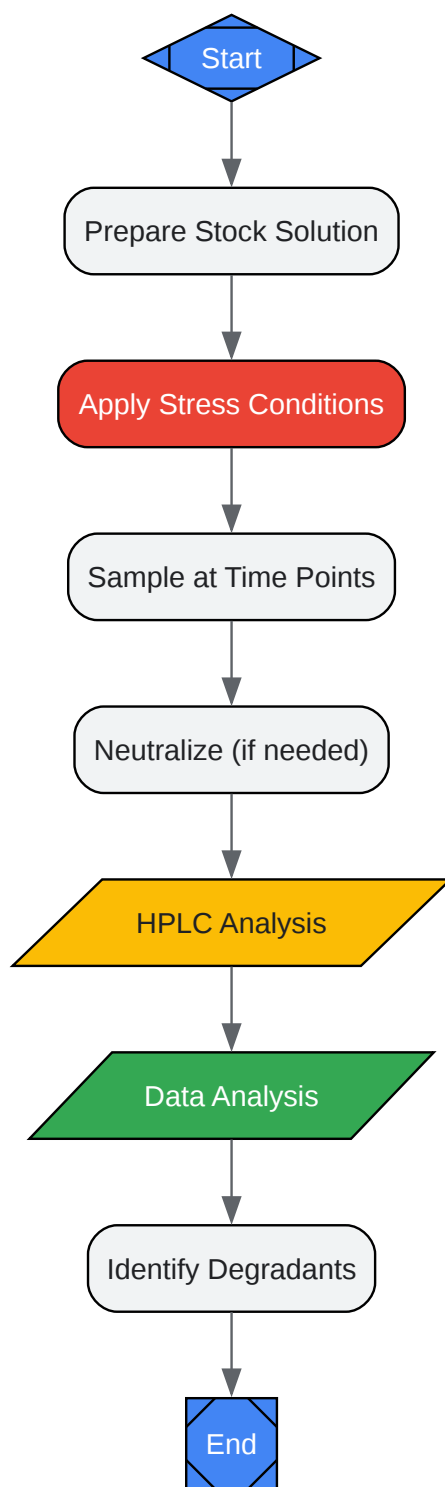 Start
Prepare Stock Solution
Apply Stress Conditions
Sample at Time Points
Neutralize (if needed)
HPLC Analysis
Data Analysis
Identify Degradants
End